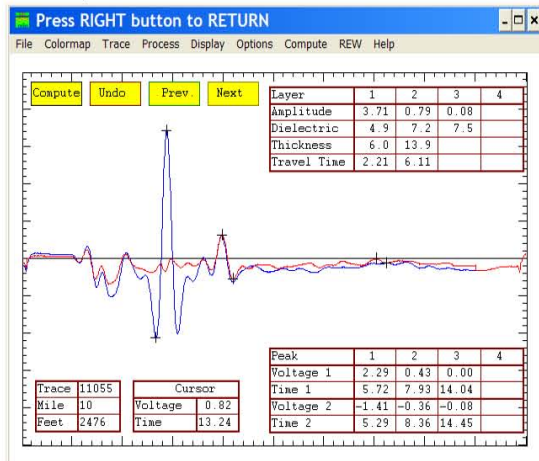 Press RIGHT button to RETURN
File Colormap Trace Process Display Options Compute REW Help
Compute Undo Prev. Next
Layer 1 2 3 4
Amplitude 3.71 0.79 0.08
Dielectric 4.9 7.2 7.5
Thickness 6.0 13.9
Travel Time 2.21 6.11
Peak 1 2 3 4
Voltage 1 2.29 0.43 0.00
Time 1 5.72 7.93 14.04
Voltage 2 -1.41 -0.36 -0.08
Time 2 5.29 8.36 14.45
Trace 11055
Mile 10
Feet 2476
Cursor
Voltage 0.82
Time 13.24